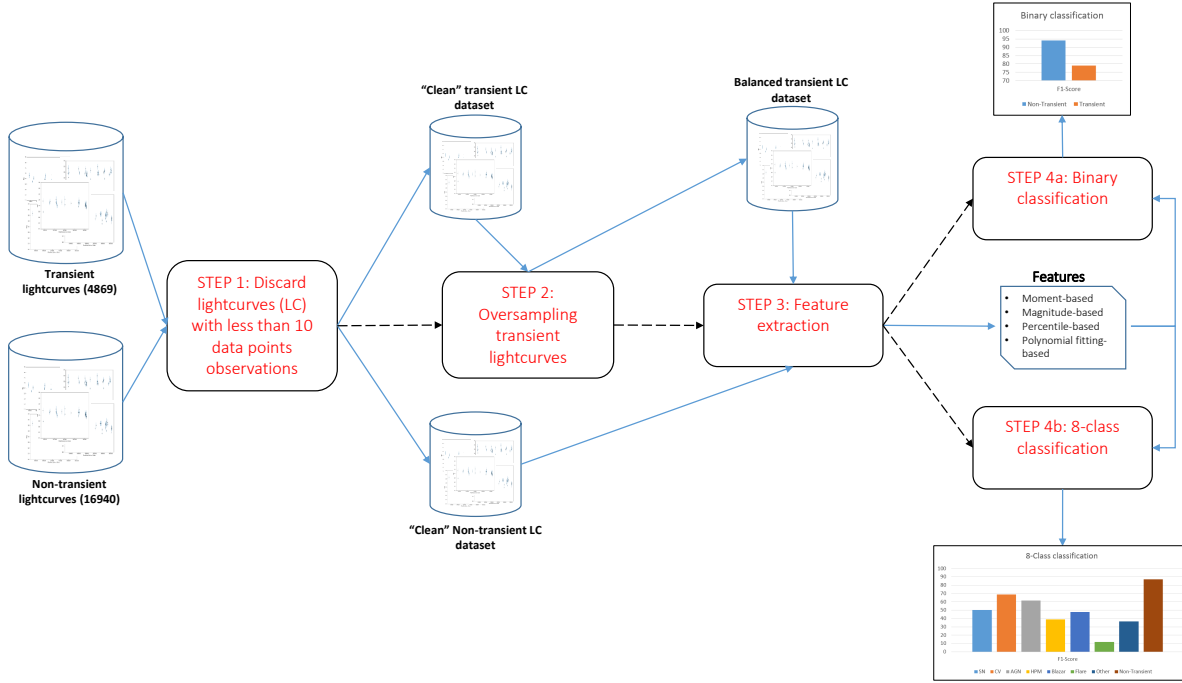 Binary classification
100
95
90
85
80
75
70
F1-Score
Non-Transient
Transient
"Clean" transient LC
dataset
Balanced transient LC
dataset
Transient
lightcurves (4869)
STEP 1: Discard
lightcurves (LC)
with less than 10
data points
observations
STEP 2:
Oversampling
transient
lightcurves
STEP 3: Feature
extraction
STEP 4a: Binary
classification
Features
• Moment-based
• Magnitude-based
• Percentile-based
• Polynomial fitting-
based
STEP 4b: 8-class
classification
Non-transient
lightcurves (16940)
"Clean" Non-transient LC
dataset
8-Class classification
100
90
80
70
60
50
40
30
20
10
0
F1-Score
SN
CV
AGN
HPM
Blazar
Flare
Other
Non-Transient